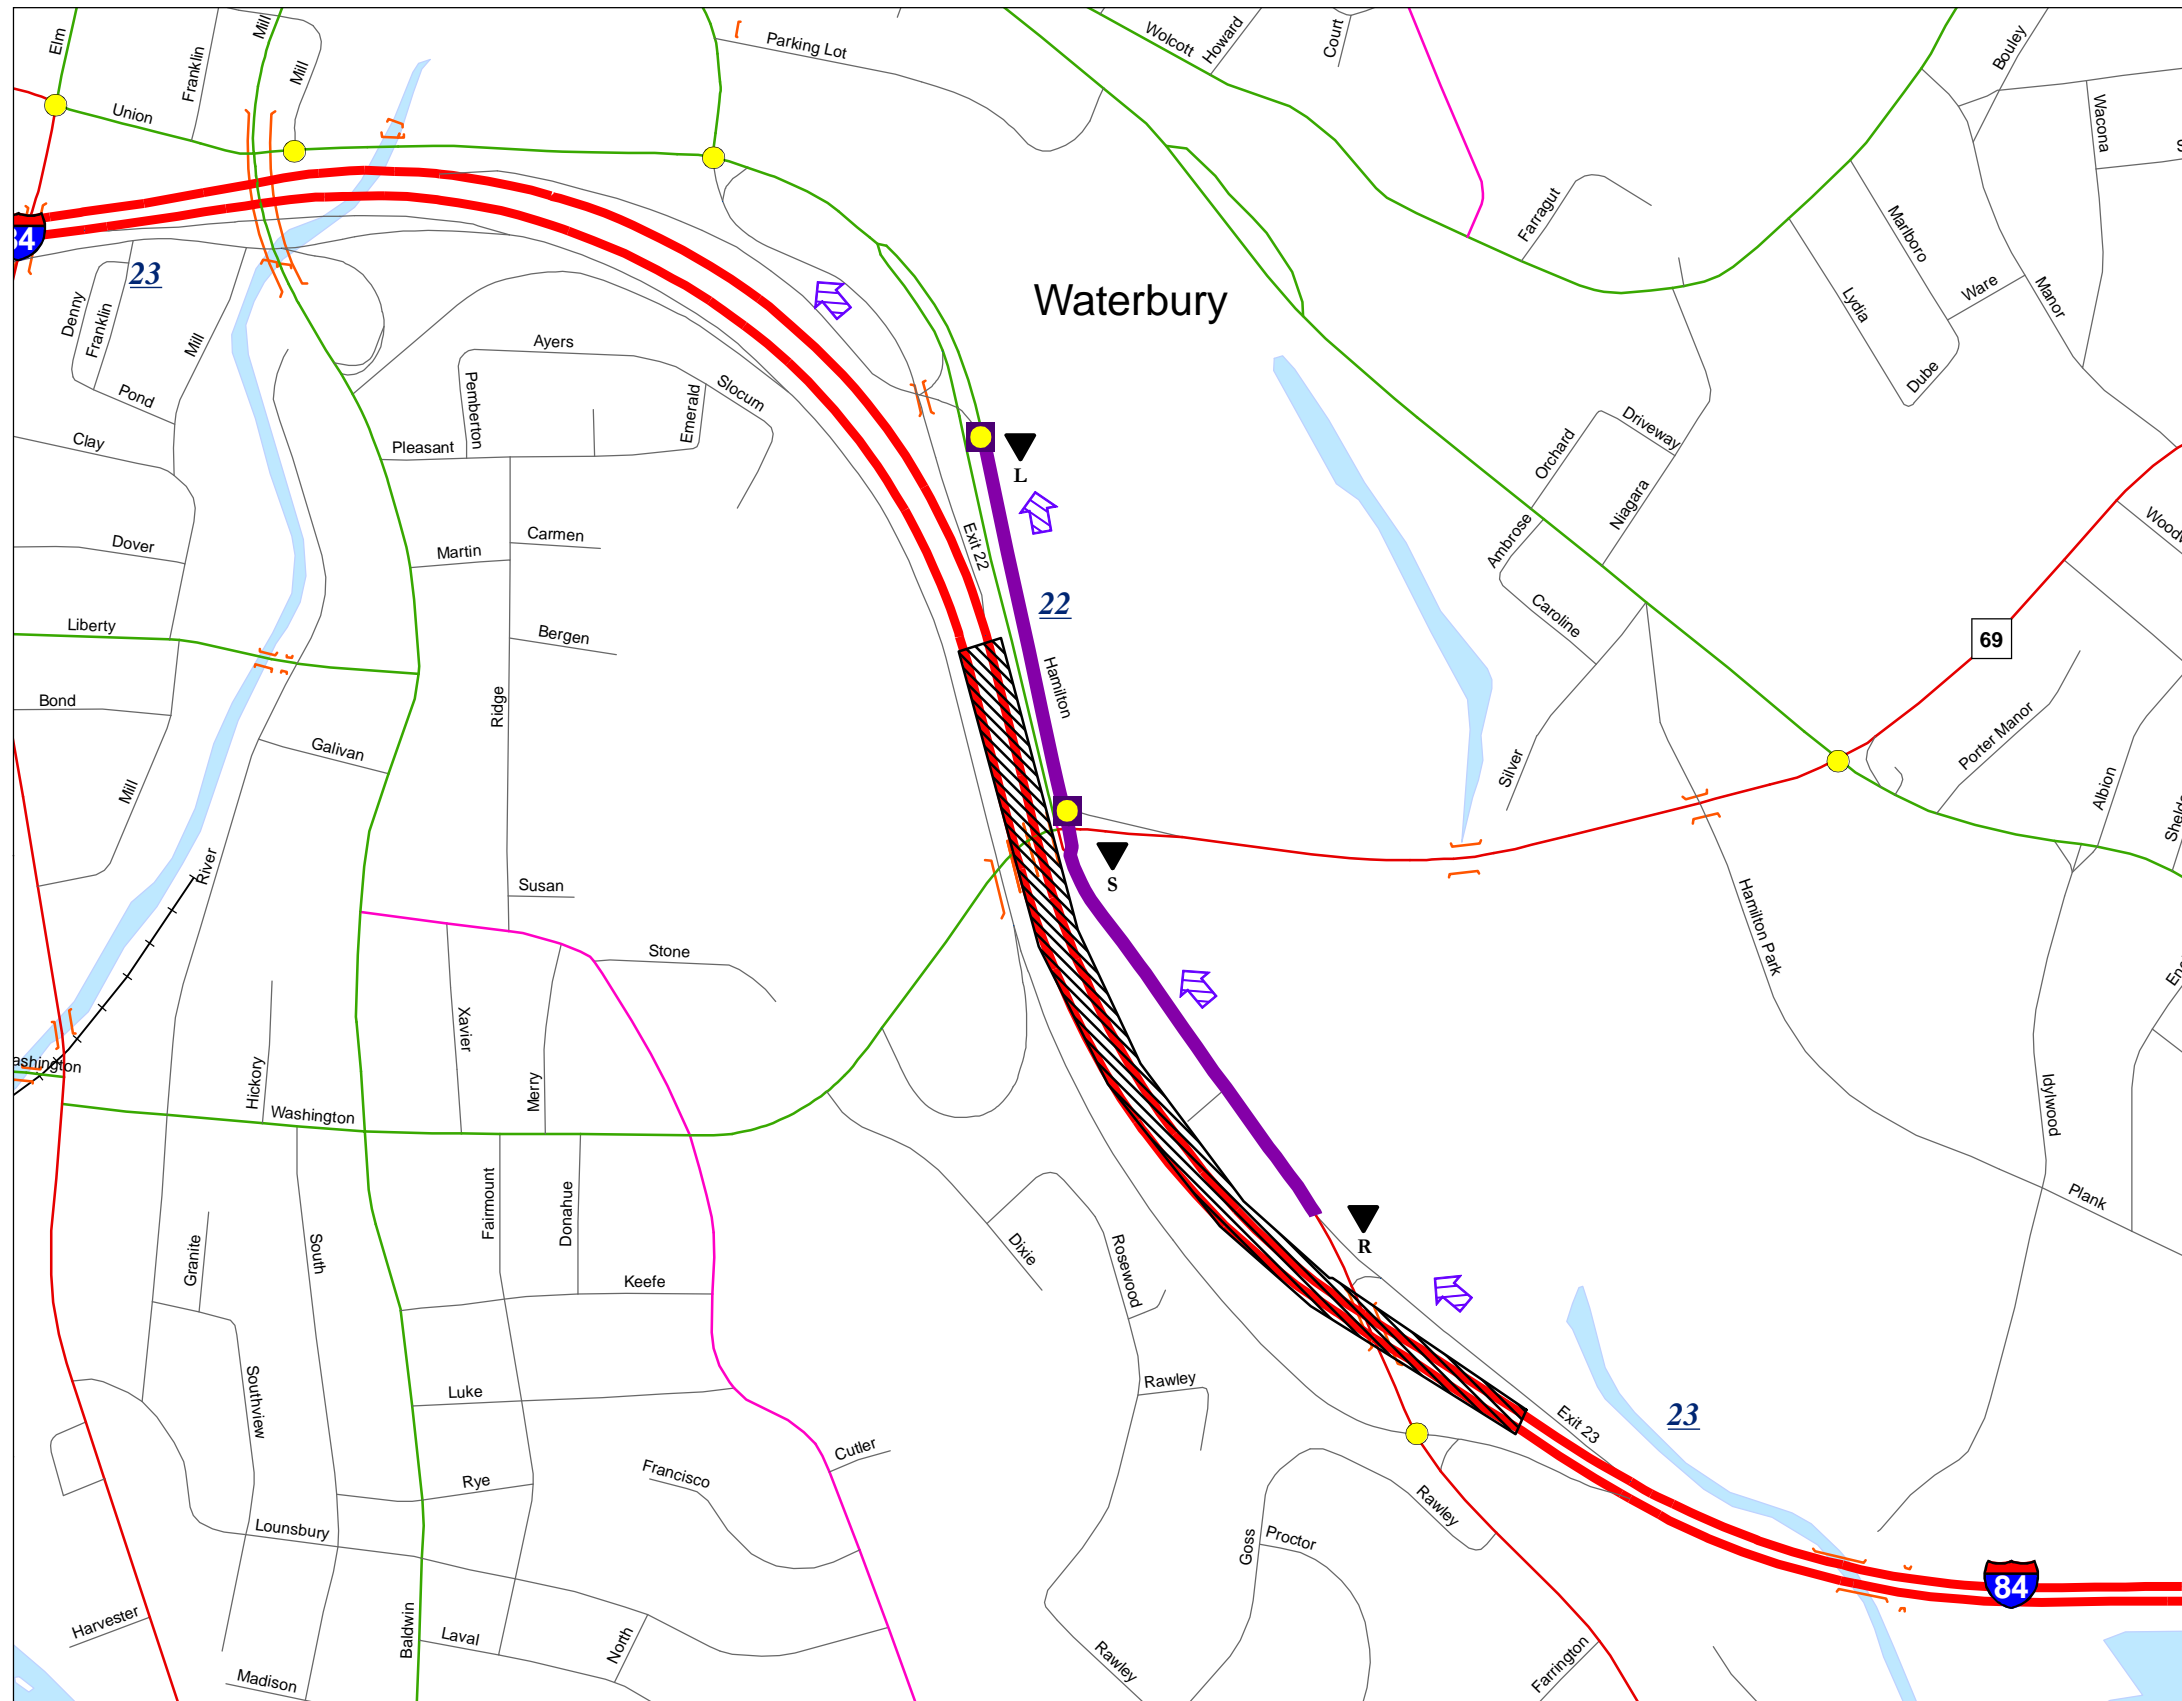 Elm
Franklin
Mill
Mill
Union
Parking Lot
Wolcott
Howard
Court
Bouley
Wacona
84
23
Denny
Franklin
Mill
Pond
Clay
Dover
Liberty
Bond
Mill
Ayers
Pemberton
Emerald
Slocum
Pleasant
Martin
Carmen
Bergen
Ridge
Galivan
Susan
River
Waterbury
L
Exit 22
22
Hamilton
S
Farragut
Marlboro
Lydia
Ware
Manor
Dube
Orchard
Driveway
Niagara
Ambrose
Caroline
Silver
69
Porter Manor
Albion
Hamilton Park
Idylwood
Plank
Stone
Xavier
Merry
Hickory
Washington
ashington
Granite
South
Fairmount
Donahue
Keefe
Southview
Luke
Rye
Lounsbury
Francisco
Cutler
Harvester
Madison
Baldwin
Laval
North
Dixie
Rosewood
Rawley
R
Exit 23
23
Rawley
Goss
Proctor
Rawley
Farrington
84